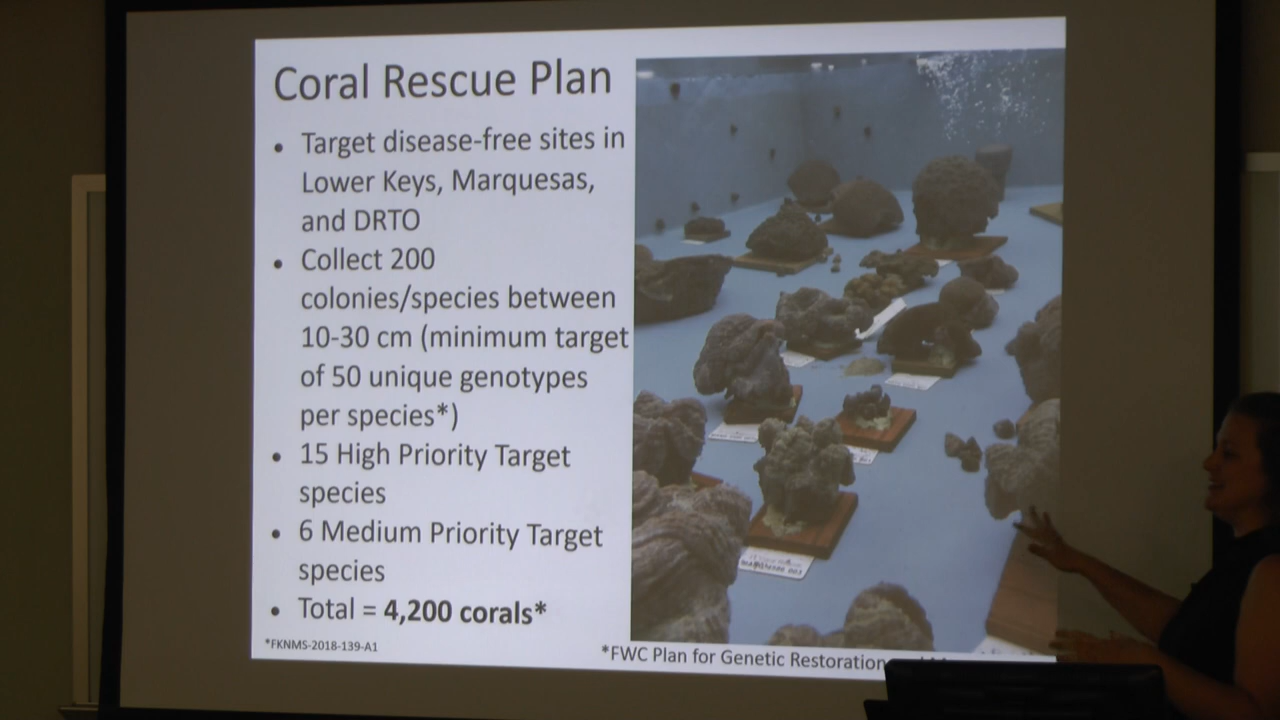 Coral Rescue Plan
• Target disease-free sites in
Lower Keys, Marquesas,
and DRTO
• Collect 200
colonies/species between
10-30 cm (minimum target
of 50 unique genotypes
per species*)
• 15 High Priority Target
species
• 6 Medium Priority Target
species
• Total = 4,200 corals*
*FKNMS-2018-139-A1
*FWC Plan for Genetic Restoration